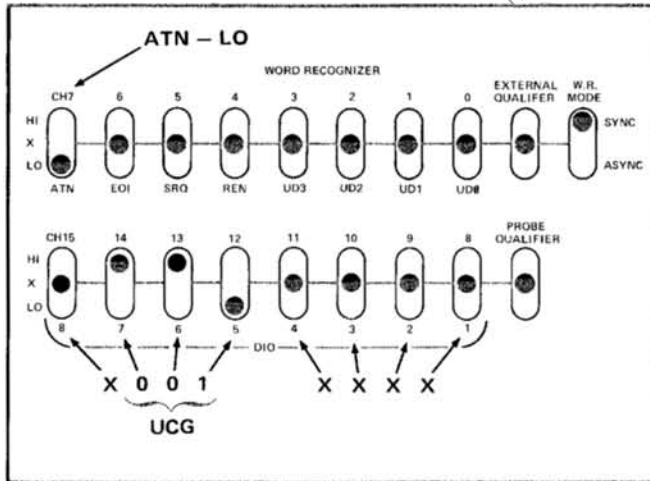 ATN – LO
WORD RECOGNIZER
CH7 6 5 4 3 2 1 0 EXTERNAL QUALIFER W.R. MODE
HI
X
LO
SYNC
ASYNC
ATN EOI SRQ REN UD3 UD2 UD1 UDØ
CH15 14 13 12 11 10 9 8 PROBE QUALIFIER
HI
X
LO
8 7 6 5 4 3 2 1
DIO
X 0 0 1 X X X X
UCG